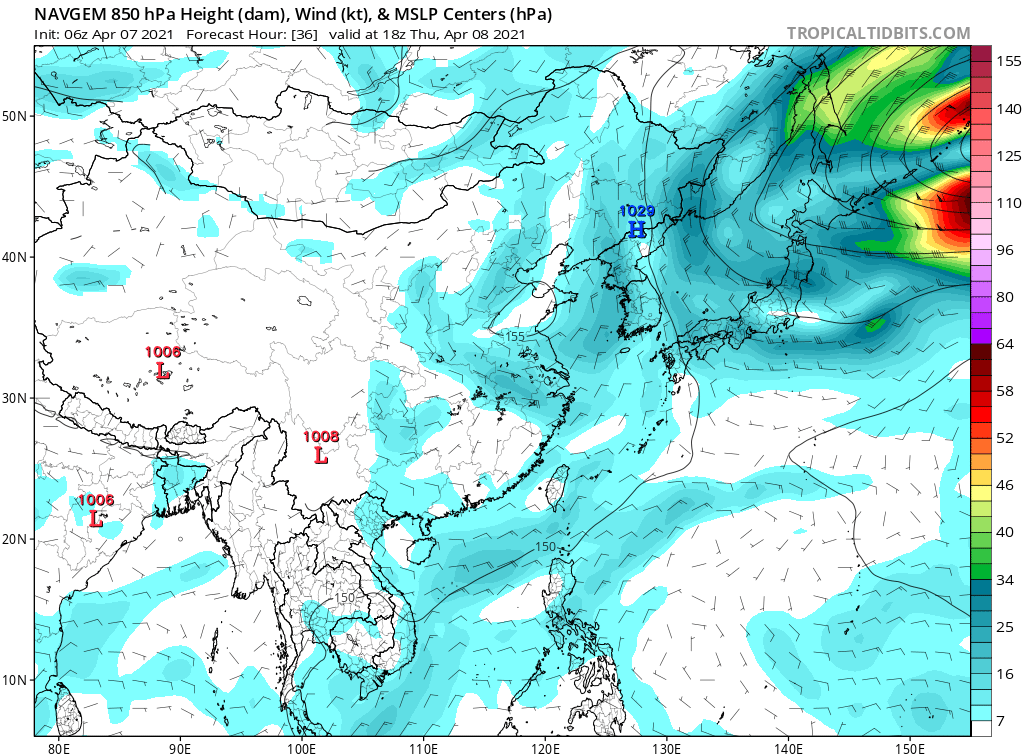 NAVGEM 850 hPa Height (dam), Wind (kt), & MSLP Centers (hPa)
Init: 06z Apr 07 2021 Forecast Hour: [36] valid at 18z Thu, Apr 08 2021
TROPICALTIDBITS.COM
155
140
125
110
96
80
64
58
52
46
40
34
25
16
7
50N
40N
30N
20N
10N
1029
H
155
1006
L
1008
L
1006
L
150
150
80E
90E
100E
110E
120E
130E
140E
150E